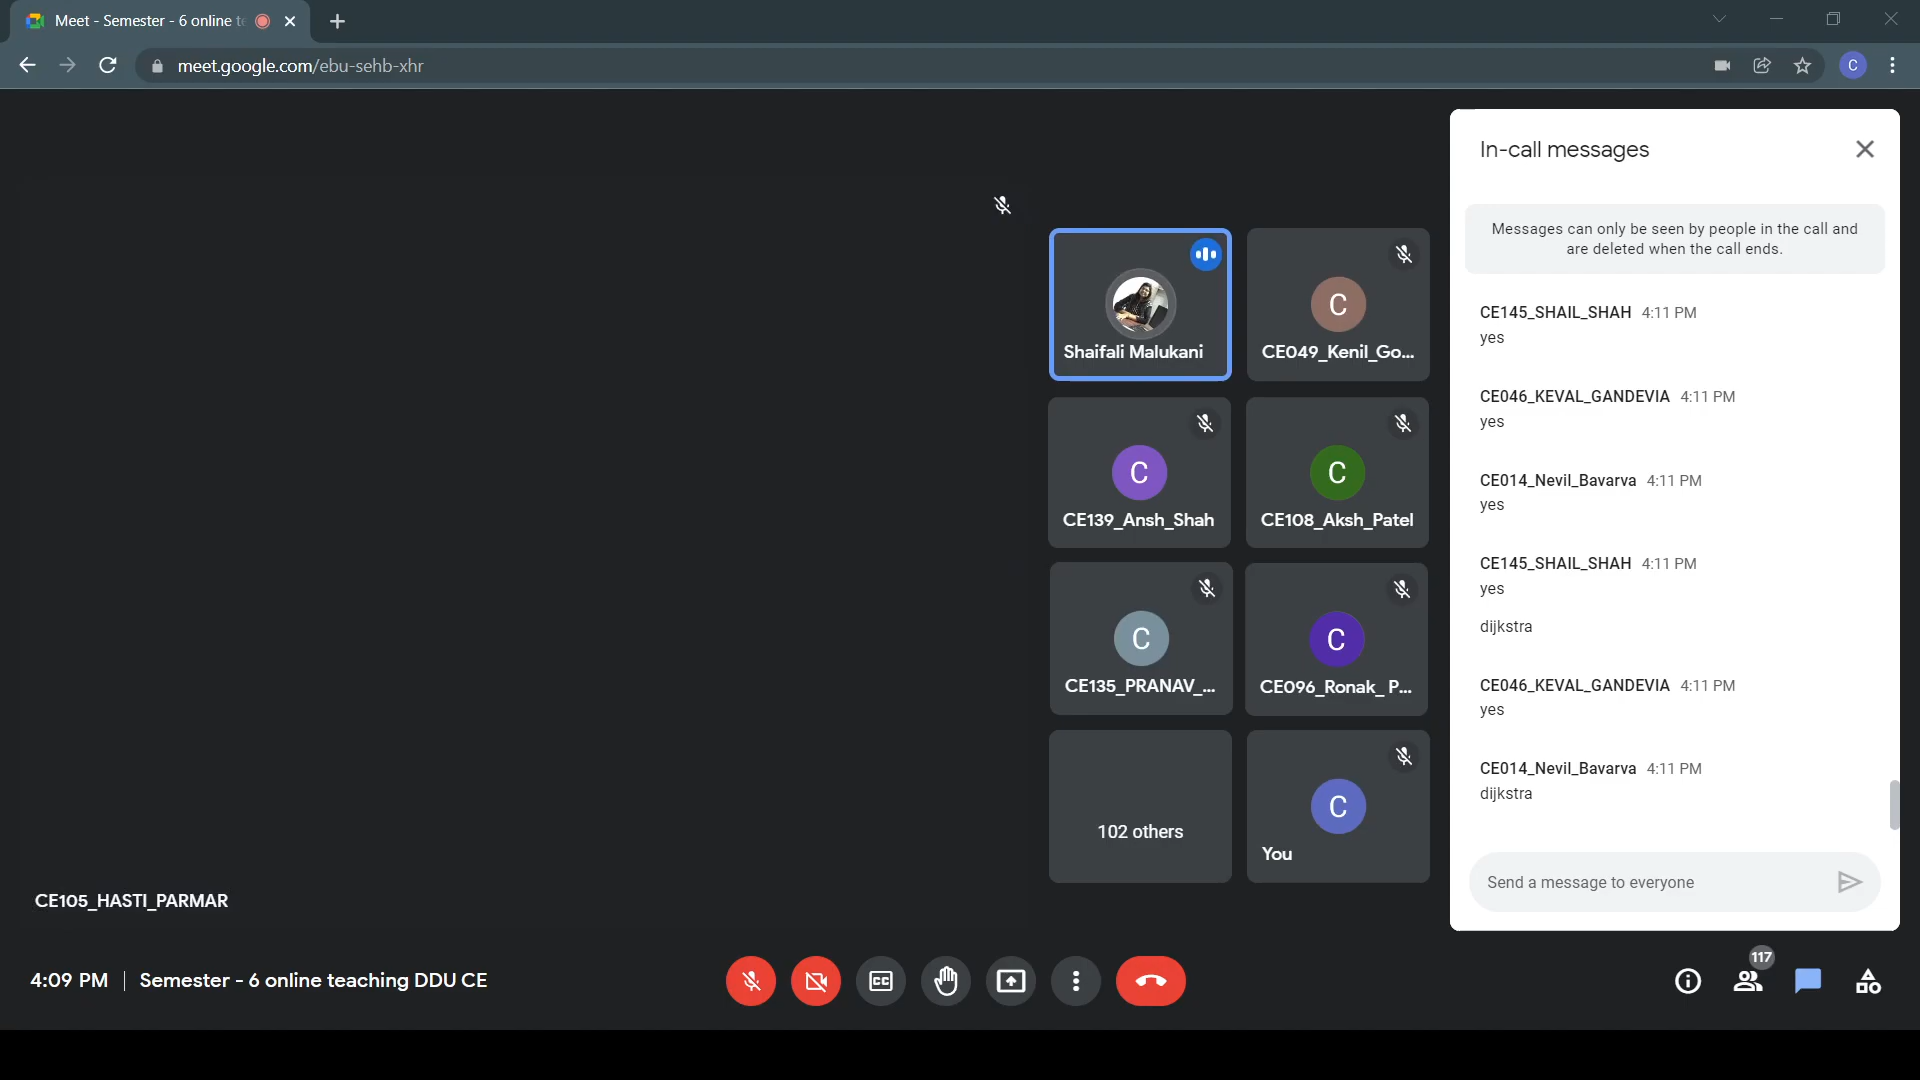 Meet - Semester - 6 online te
meet.google.com/ebu-sehb-xhr
C
In-call messages
Messages can only be seen by people in the call and
are deleted when the call ends.
CE145_SHAIL_SHAH 4:11 PM
yes
CE046_KEVAL_GANDEVIA 4:11 PM
yes
CE014_Nevil_Bavarva 4:11 PM
yes
CE145_SHAIL_SHAH 4:11 PM
yes
dijkstra
CE046_KEVAL_GANDEVIA 4:11 PM
yes
CE014_Nevil_Bavarva 4:11 PM
dijkstra
Send a message to everyone
Shaifali Malukani
C
CE049_Kenil_Go...
C
CE139_Ansh_Shah
C
CE108_Aksh_Patel
C
CE135_PRANAV_...
C
CE096_Ronak_ P...
102 others
C
You
CE105_HASTI_PARMAR
4:09 PM | Semester - 6 online teaching DDU CE
CC
117